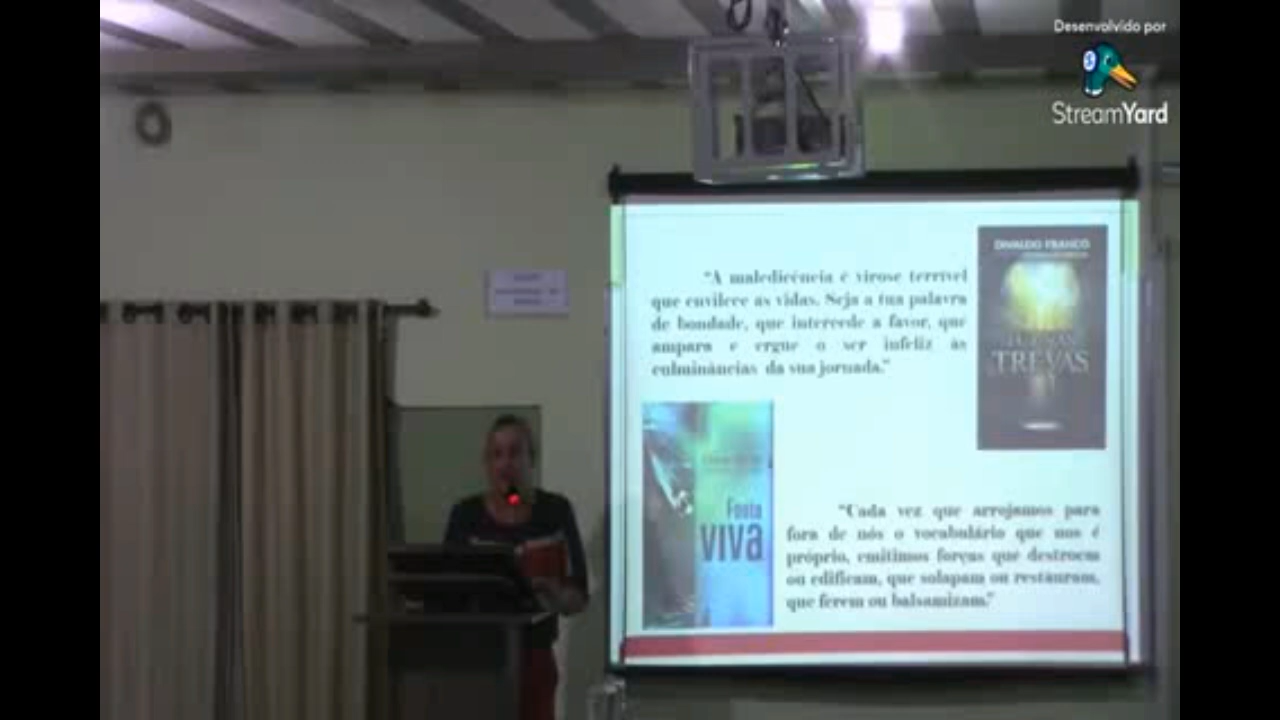 Desenvolvido por
StreamYard
"A maledicência é virose terrível
que envilece as vidas. Seja a tua palavra
de bondade, que intercede a favor, que
ampara e ergue o ser infeliz às
culminâncias da sua jornada."
DIVALDO FRANCO
TREVAS
Fonte
viva
"Cada vez que arrojamos para
fora de nós o vocabulário que nos é
próprio, emitimos forças que destroem
ou edificam, que solapam ou restauram,
que ferem ou balsamizam."